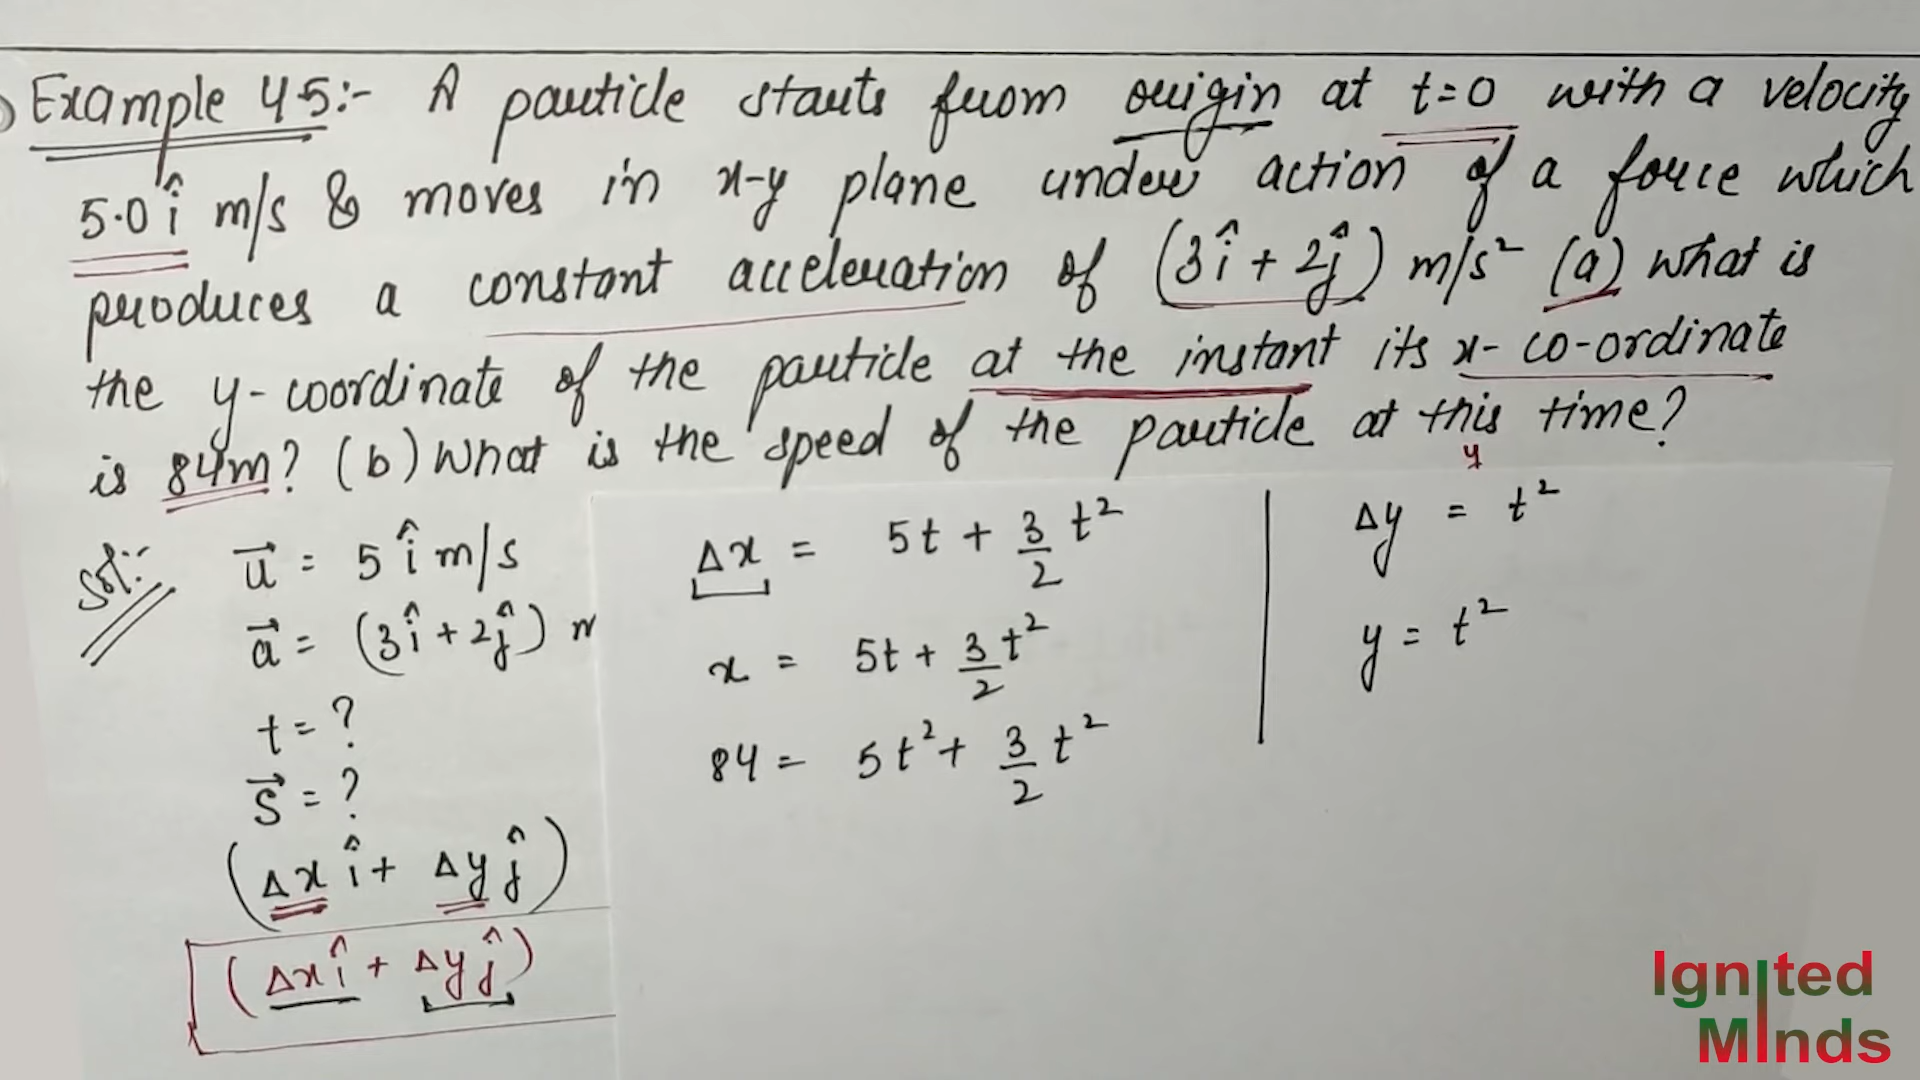 Example 45:- A particle starts from origin at t=0 with a velocity
5.0 î m/s & moves in x-y plane under action of a force which
produces a constant acceleration of (3î + 2ĵ) m/s² (a) what is
the y-coordinate of the particle at the instant its x-co-ordinate
is 84m? (b) What is the speed of the particle at this time?
y
Sol:-
u⃗ = 5 î m/s
a⃗ = (3î + 2ĵ) m
t = ?
s⃗ = ?
(Δx î + Δy ĵ)
(Δx î + Δy ĵ)
Δx = 5t + 3/2 t²
x = 5t + 3/2 t²
84 = 5t² + 3/2 t²
Δy = t²
y = t²
Ignited
Minds